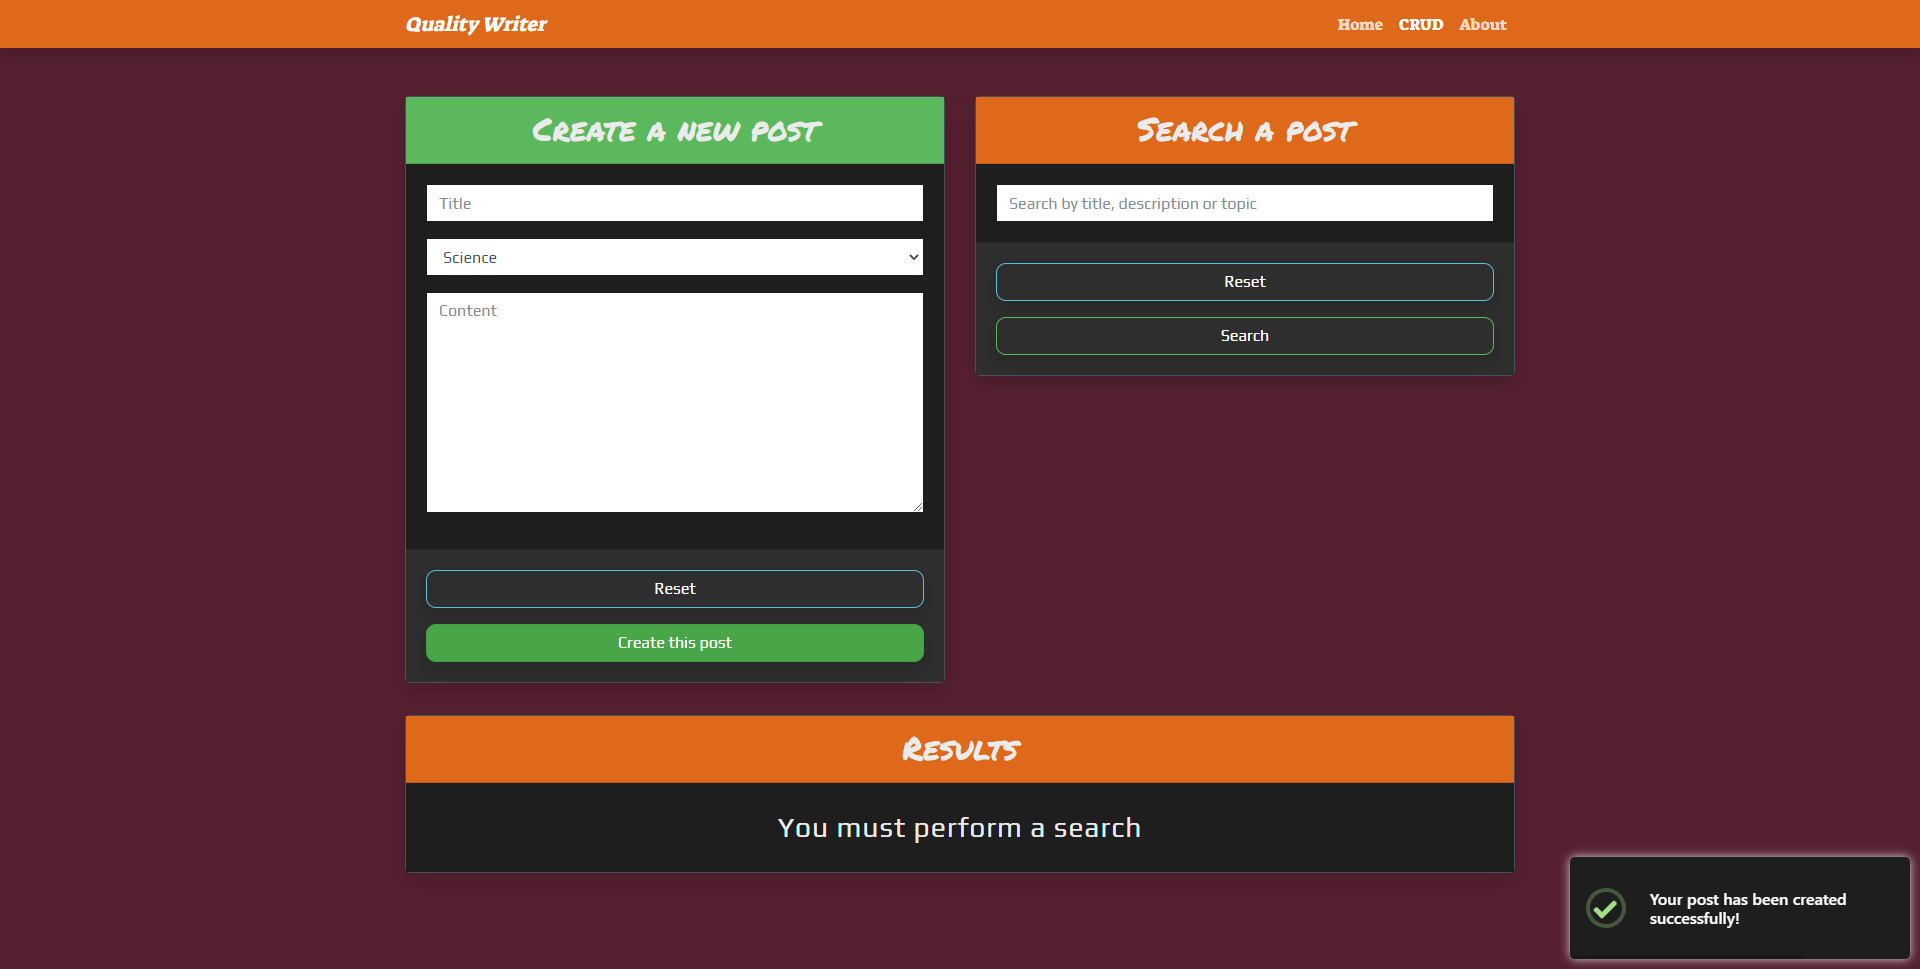 Quality Writer
Home CRUD About
Create a new post
Title
Science
Content
Reset
Create this post
Search a post
Search by title, description or topic
Reset
Search
Results
You must perform a search
Your post has been created
successfully!